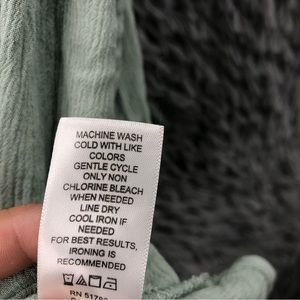 MACHINE WASH
COLD WITH LIKE
COLORS
GENTLE CYCLE
ONLY NON
CHLORINE BLEACH
WHEN NEEDED
LINE DRY
COOL IRON IF
NEEDED
FOR BEST RESULTS,
IRONING IS
RECOMMENDED
RN